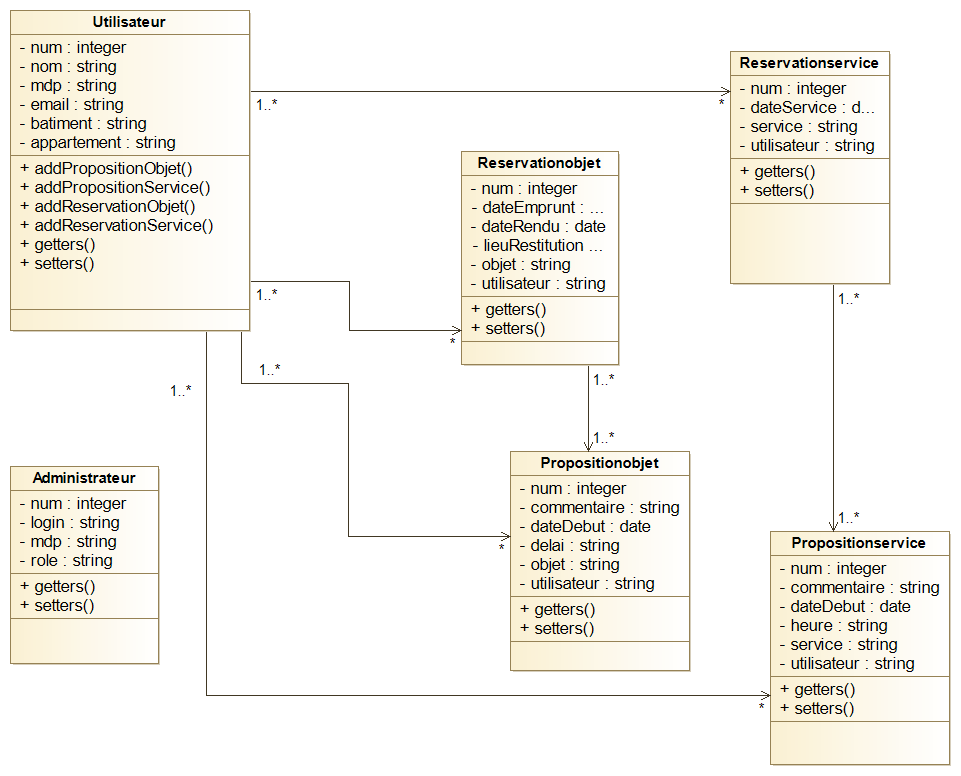 Utilisateur
- num : integer
- nom : string
- mdp : string
- email : string
- batiment : string
- appartement : string
+ addPropositionObjet()
+ addPropositionService()
+ addReservationObjet()
+ addReservationService()
+ getters()
+ setters()
1..*
*
Reservationservice
- num : integer
- dateService : d...
- service : string
- utilisateur : string
+ getters()
+ setters()
1..*
1..*
1..*
*
Reservationobjet
- num : integer
- dateEmprunt : ...
- dateRendu : date
- lieuRestitution ...
- objet : string
- utilisateur : string
+ getters()
+ setters()
1..*
1..*
1..*
*
1..*
*
Administrateur
- num : integer
- login : string
- mdp : string
- role : string
+ getters()
+ setters()
Propositionobjet
- num : integer
- commentaire : string
- dateDebut : date
- delai : string
- objet : string
- utilisateur : string
+ getters()
+ setters()
Propositionservice
- num : integer
- commentaire : string
- dateDebut : date
- heure : string
- service : string
- utilisateur : string
+ getters()
+ setters()